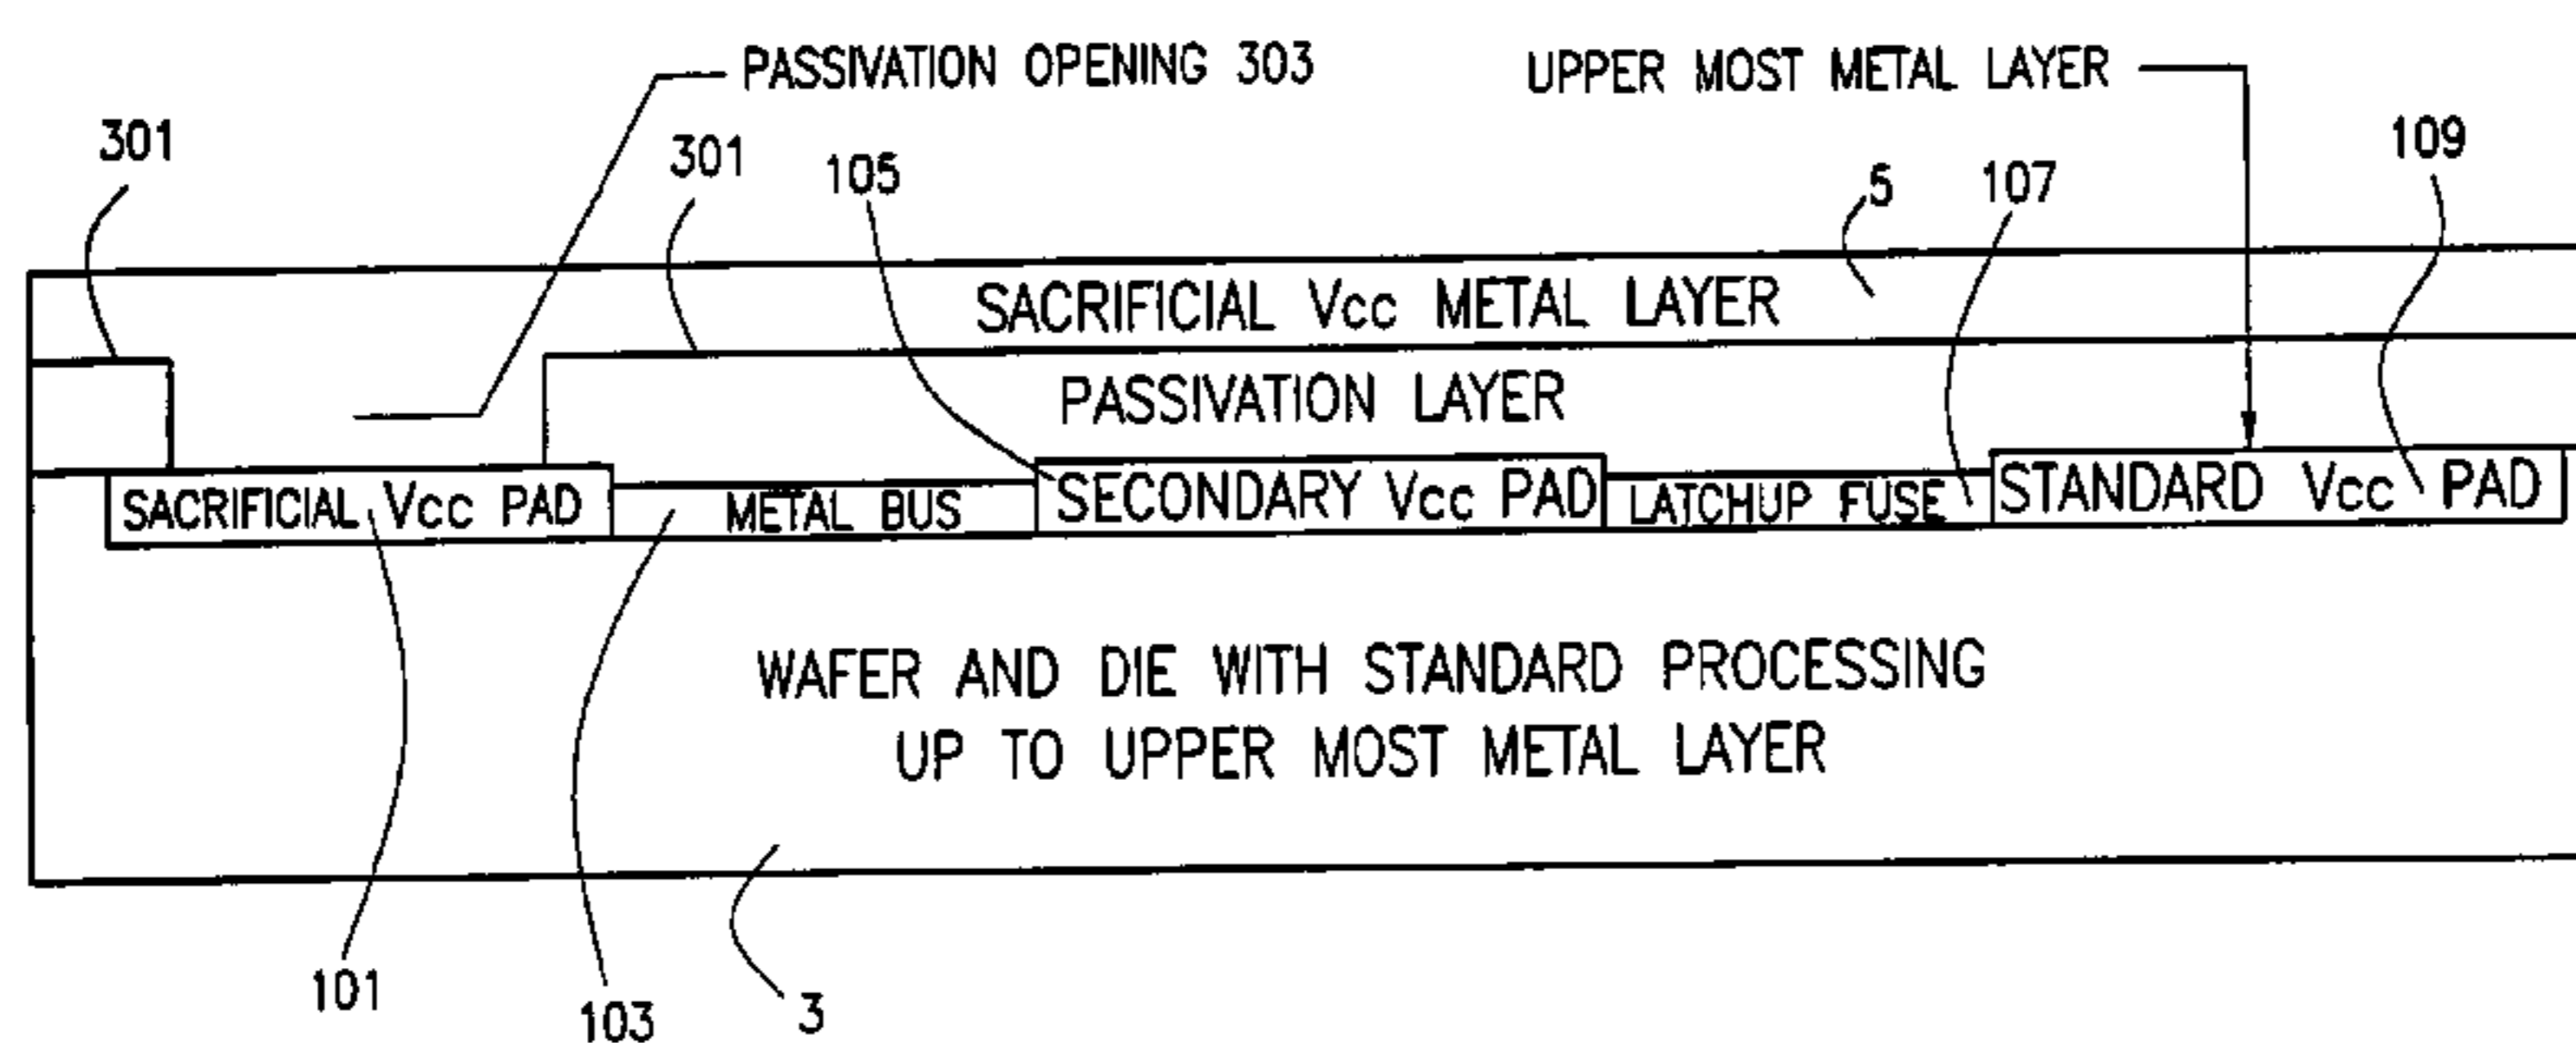 PASSIVATION OPENING 303
UPPER MOST METAL LAYER
301
301
105
5
107
109
SACRIFICIAL Vcc METAL LAYER
PASSIVATION LAYER
SACRIFICIAL Vcc PAD
METAL BUS
SECONDARY Vcc PAD
LATCHUP FUSE
STANDARD Vcc PAD
WAFER AND DIE WITH STANDARD PROCESSING
UP TO UPPER MOST METAL LAYER
101
103
3